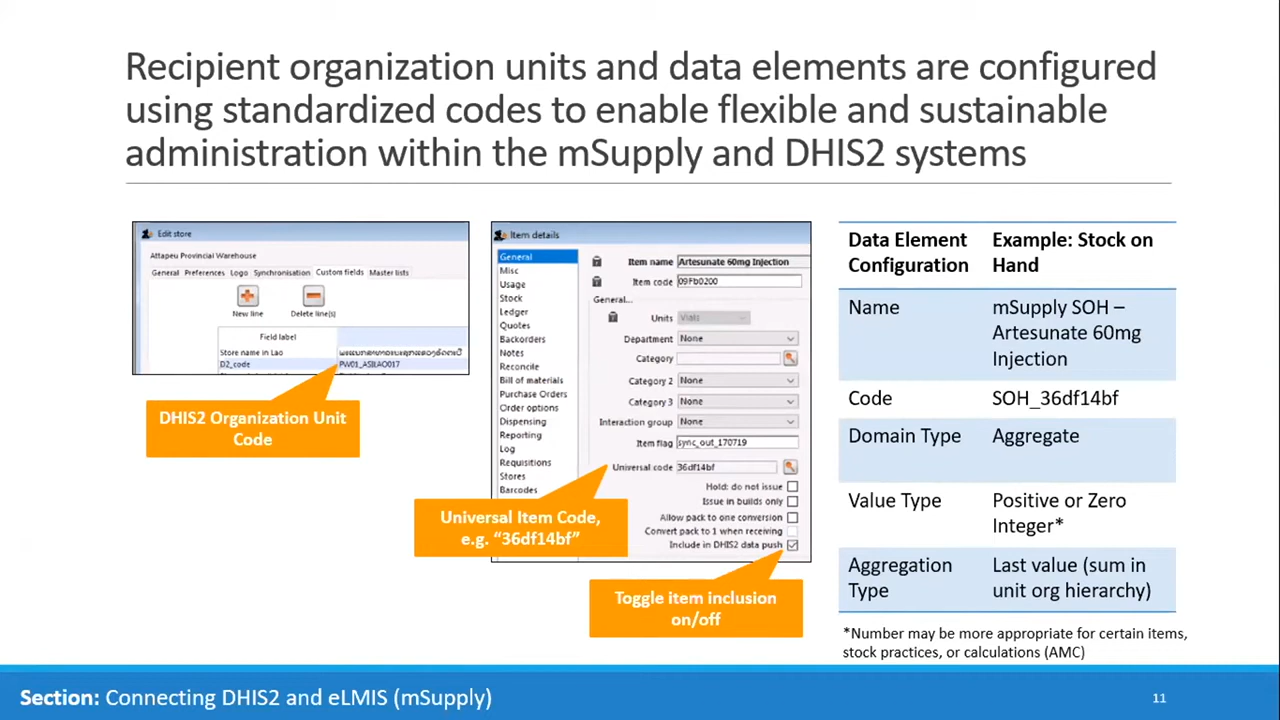 Recipient organization units and data elements are configured
using standardized codes to enable flexible and sustainable
administration within the mSupply and DHIS2 systems
Edit store
Attapeu Provincial Warehouse
General Preferences Logo Synchronisation Custom fields Master lists
New line Delete line(s)
Field label
Store name in Lao
D2_code PW01_ASILAO017
DHIS2 Organization Unit
Code
Item details
General
Misc
Usage
Stock
Ledger
Quotes
Backorders
Notes
Reconcile
Bill of materials
Purchase Orders
Order options
Dispensing
Reporting
Log
Requisitions
Stores
Barcodes
Item name Artesunate 60mg Injection
Item code 09Fb0200
General...
Units Vials
Department None
Category
Category 2 None
Category 3 None
Interaction group None
Item flag sync_out_170719
Universal code 36df14bf
Hold: do not issue
Issue in builds only
Allow pack to one conversion
Convert pack to 1 when receiving
Include in DHIS2 data push
Universal Item Code,
e.g. “36df14bf”
Toggle item inclusion
on/off
Data Element
Configuration
Example: Stock on
Hand
Name
mSupply SOH –
Artesunate 60mg
Injection
Code SOH_36df14bf
Domain Type Aggregate
Value Type
Positive or Zero
Integer*
Aggregation
Type
Last value (sum in
unit org hierarchy)
*Number may be more appropriate for certain items,
stock practices, or calculations (AMC)
Section: Connecting DHIS2 and eLMIS (mSupply)
11